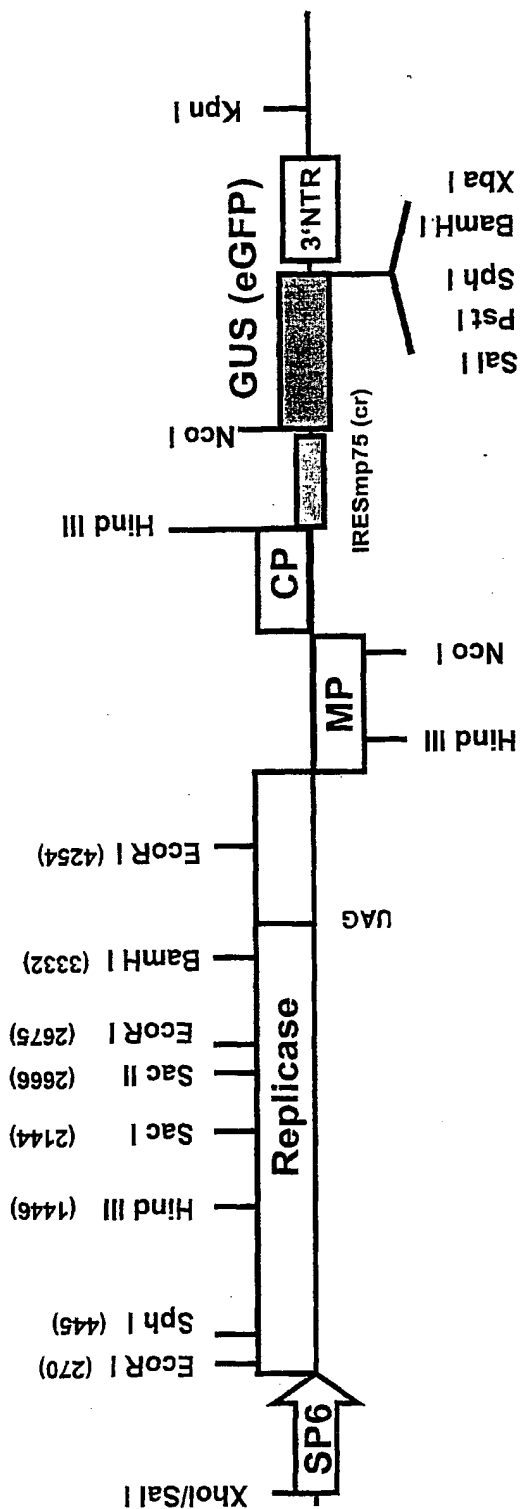 XhoI/Sal I
SP6
EcoR I (270)
Sph I (445)
Hind III (1446)
Sac I (2144)
Sac II (2666)
EcoR I (2675)
BamH I (3332)
EcoR I (4254)
Replicase
UAG
MP
Hind III
Nco I
CP
Hind III
IRESmp75 (cr)
Nco I
GUS (eGFP)
3'NTR
Kpn I
Sal I
Pst I
Sph I
BamH I
Xba I